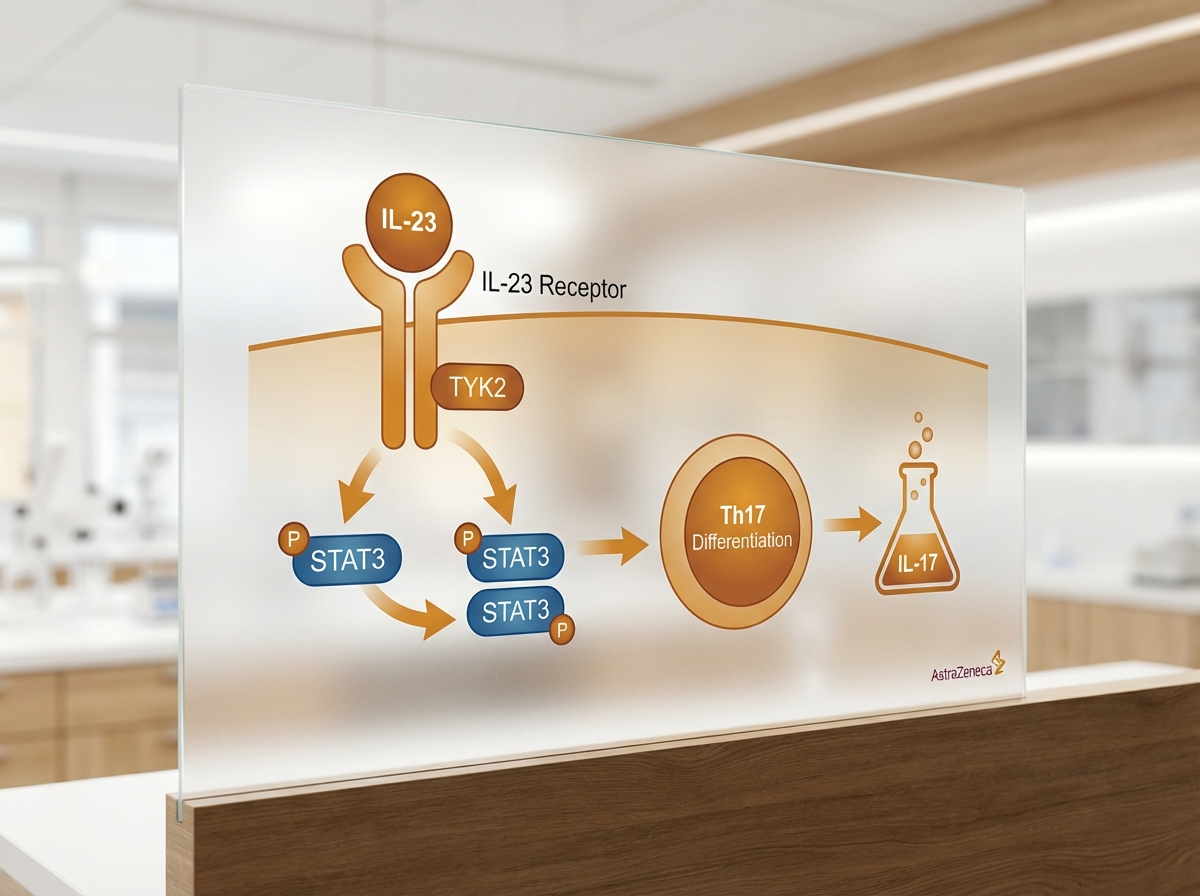 IL-23
IL-23 Receptor
TYK2
P
STAT3
P
STAT3
STAT3
P
Th17
Differentiation
IL-17
AstraZeneca